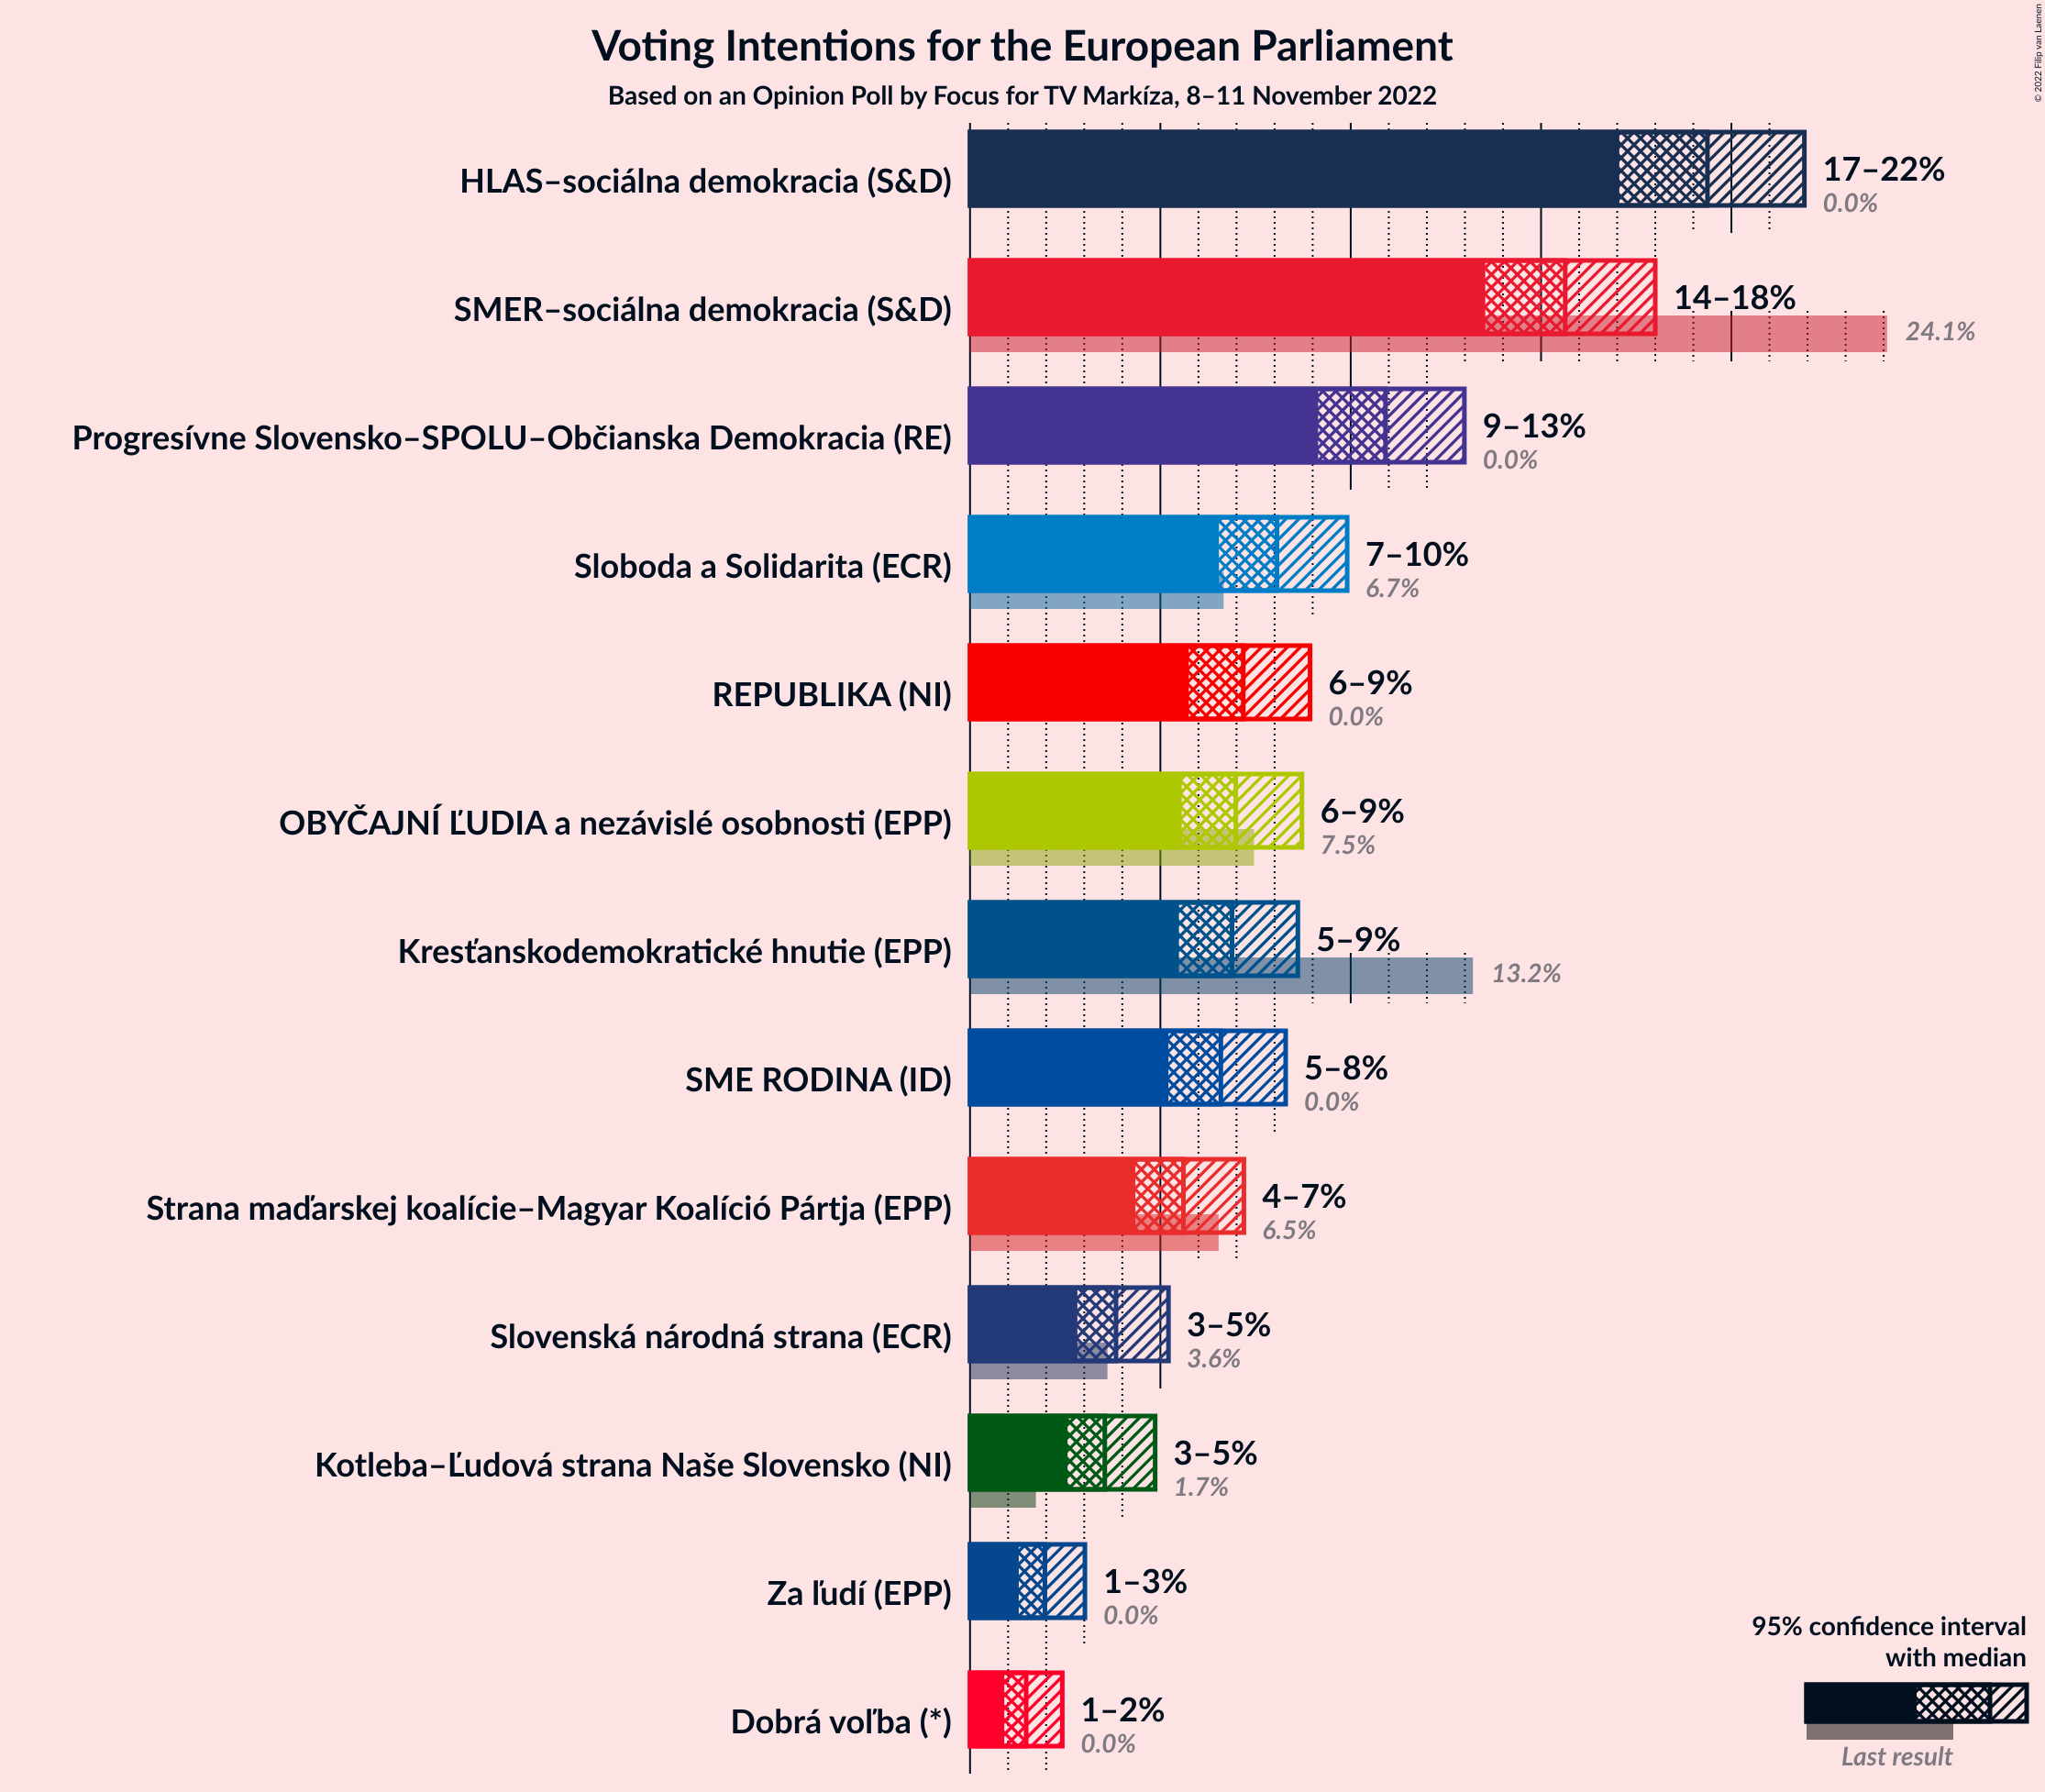 © 2022 Filip van Laenen
Voting Intentions for the European Parliament
Based on an Opinion Poll by Focus for TV Markíza, 8–11 November 2022
HLAS–sociálna demokracia (S&D)
17–22%
0.0%
SMER–sociálna demokracia (S&D)
14–18%
24.1%
Progresívne Slovensko–SPOLU–Občianska Demokracia (RE)
9–13%
0.0%
Sloboda a Solidarita (ECR)
7–10%
6.7%
REPUBLIKA (NI)
6–9%
0.0%
OBYČAJNÍ ĽUDIA a nezávislé osobnosti (EPP)
6–9%
7.5%
Kresťanskodemokratické hnutie (EPP)
5–9%
13.2%
SME RODINA (ID)
5–8%
0.0%
Strana maďarskej koalície–Magyar Koalíció Pártja (EPP)
4–7%
6.5%
Slovenská národná strana (ECR)
3–5%
3.6%
Kotleba–Ľudová strana Naše Slovensko (NI)
3–5%
1.7%
Za ľudí (EPP)
1–3%
0.0%
Dobrá voľba (*)
1–2%
0.0%
95% confidence interval
with median
Last result